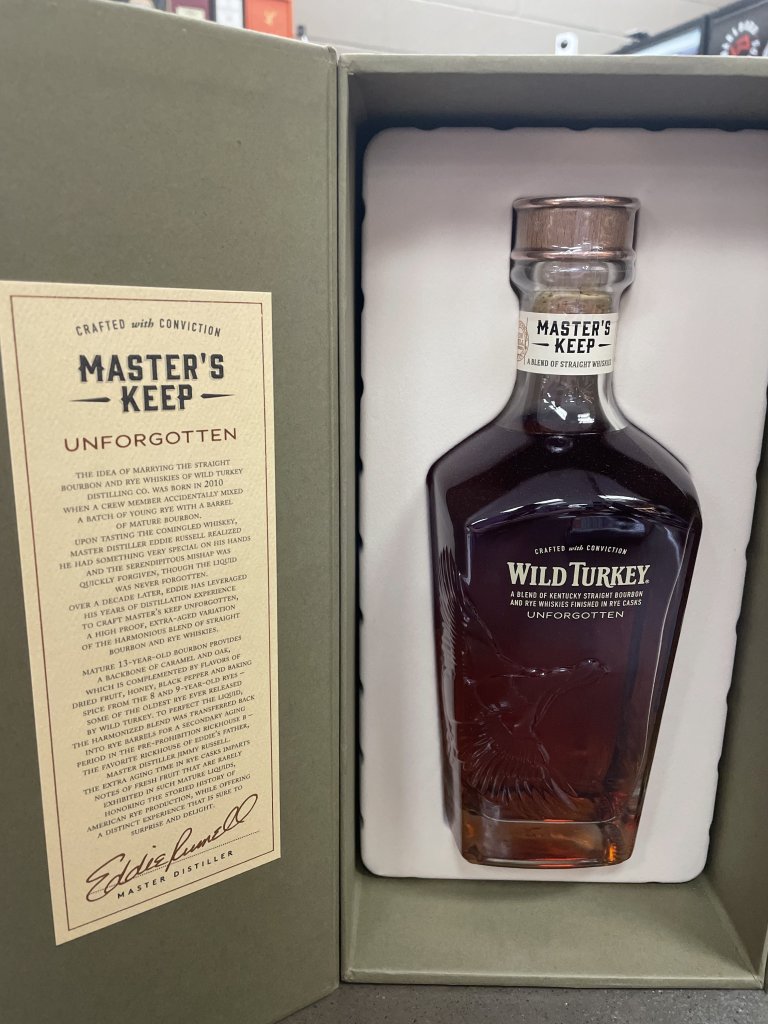 CRAFTED with CONVICTION
MASTER'S
KEEP
UNFORGOTTEN
THE IDEA OF MARRYING THE STRAIGHT
BOURBON AND RYE WHISKIES OF WILD TURKEY
DISTILLING CO. WAS BORN IN 2010
WHEN A CREW MEMBER ACCIDENTALLY MIXED
A BATCH OF YOUNG RYE WITH A BARREL
OF MATURE BOURBON.
UPON TASTING THE COMINGLED WHISKEY,
MASTER DISTILLER EDDIE RUSSELL REALIZED
HE HAD SOMETHING VERY SPECIAL ON HIS HANDS
AND THE SERENDIPITOUS MISHAP WAS
QUICKLY FORGIVEN, THOUGH THE LIQUID
WAS NEVER FORGOTTEN.
OVER A DECADE LATER, EDDIE HAS LEVERAGED
HIS YEARS OF DISTILLATION EXPERIENCE
TO CRAFT MASTER'S KEEP UNFORGOTTEN,
A HIGH PROOF, EXTRA-AGED VARIATION
OF THE HARMONIOUS BLEND OF STRAIGHT
BOURBON AND RYE WHISKIES.
MATURE 13-YEAR-OLD BOURBON PROVIDES
A BACKBONE OF CARAMEL AND OAK,
WHICH IS COMPLEMENTED BY FLAVORS OF
DRIED FRUIT, HONEY, BLACK PEPPER AND BAKING
SPICE FROM THE 8 AND 9-YEAR-OLD RYES –
SOME OF THE OLDEST RYE EVER RELEASED
BY WILD TURKEY. TO PERFECT THE LIQUID,
THE HARMONIZED BLEND WAS TRANSFERRED BACK
INTO RYE BARRELS FOR A SECONDARY AGING
PERIOD IN THE PRE-PROHIBITION RICKHOUSE B –
THE FAVORITE RICKHOUSE OF EDDIE'S FATHER,
MASTER DISTILLER JIMMY RUSSELL.
THE EXTRA AGING TIME IN RYE CASKS IMPARTS
NOTES OF FRESH FRUIT THAT ARE RARELY
EXHIBITED IN SUCH MATURE LIQUIDS,
HONORING THE STORIED HISTORY OF
AMERICAN RYE PRODUCTION, WHILE OFFERING
A DISTINCT EXPERIENCE THAT IS SURE TO
SURPRISE AND DELIGHT.
Eddie Russell
MASTER DISTILLER
MASTER'S
KEEP
A BLEND OF STRAIGHT WHISKIES
CRAFTED with CONVICTION
WILD TURKEY®
A BLEND OF KENTUCKY STRAIGHT BOURBON
AND RYE WHISKIES FINISHED IN RYE CASKS
UNFORGOTTEN